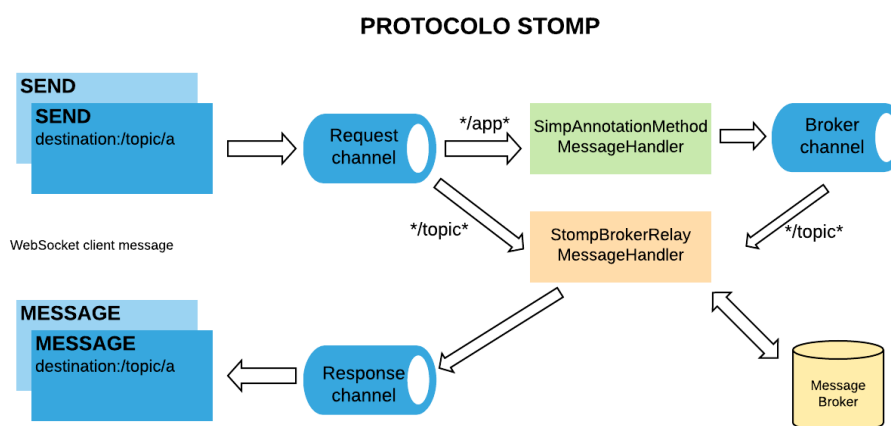 PROTOCOLO STOMP
SEND
SEND
destination:/topic/a
Request
channel
*/app*
SimpAnnotationMethod
MessageHandler
Broker
channel
*/topic*
*/topic*
WebSocket client message
StompBrokerRelay
MessageHandler
MESSAGE
MESSAGE
destination:/topic/a
Response
channel
Message
Broker